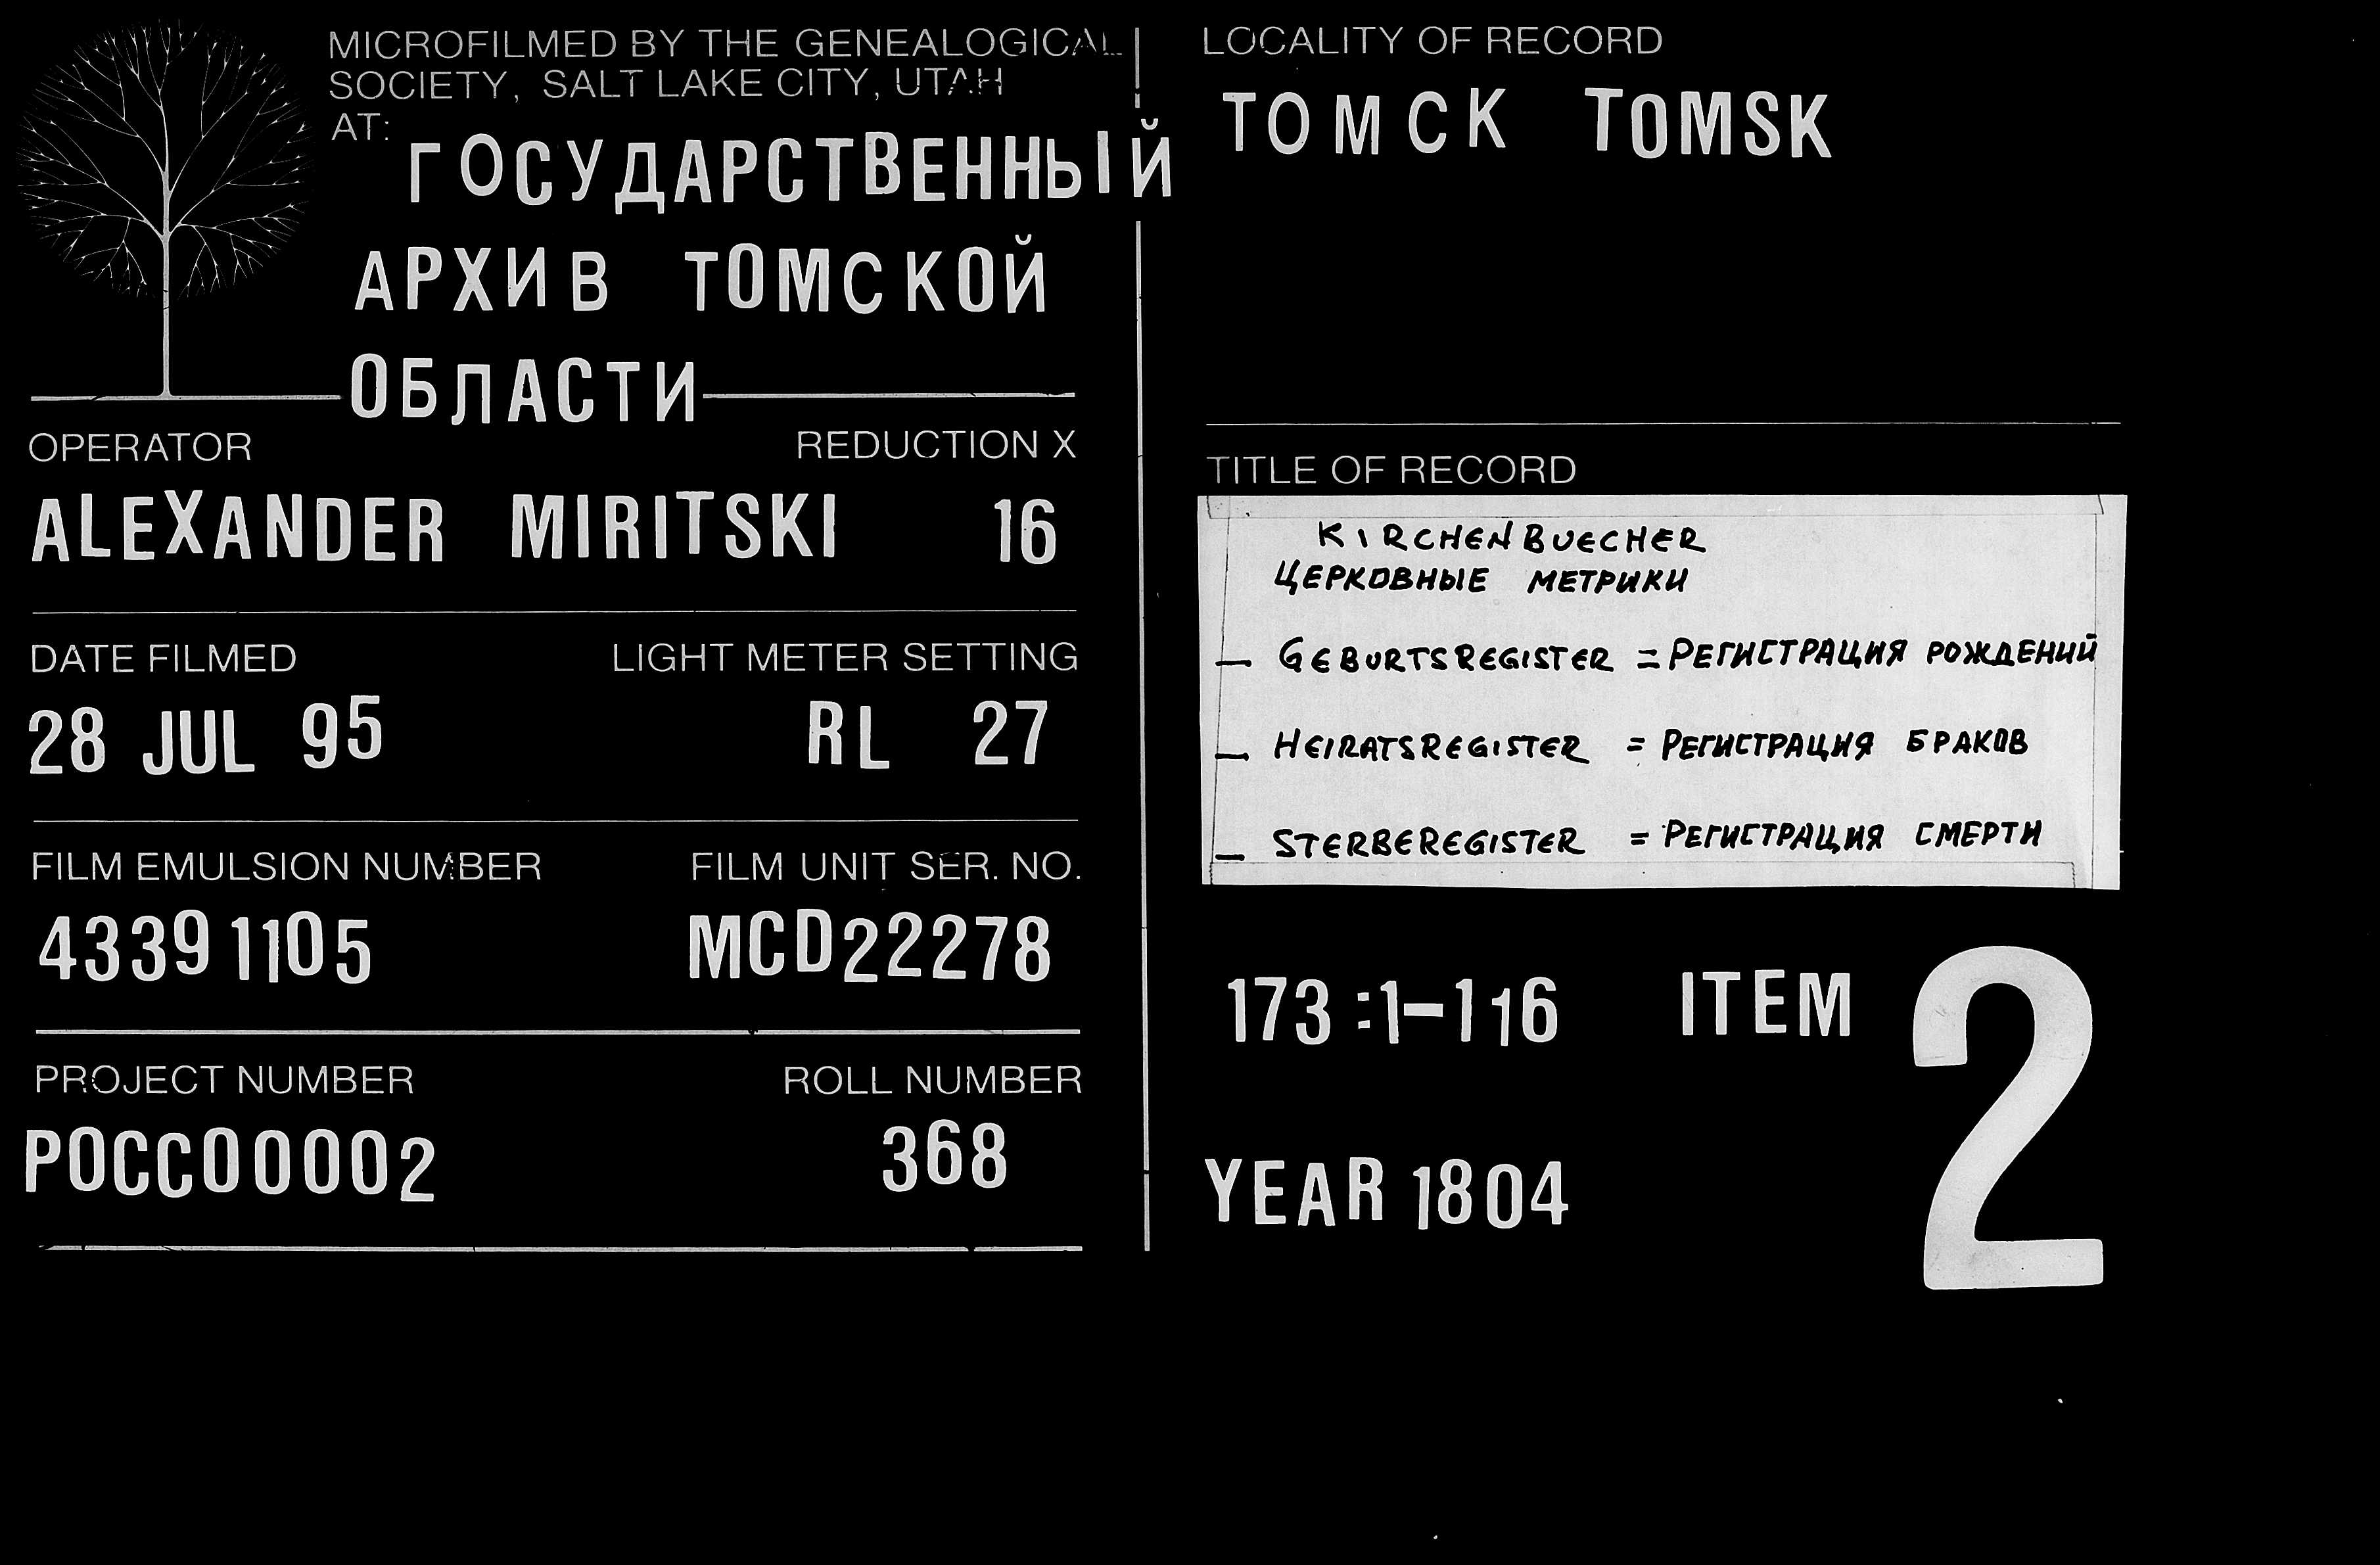 MICROFILMED BY THE GENEALOGICAL
SOCIETY, SALT LAKE CITY, UTAH
AT:
ГОСУДАРСТВЕННЫЙ
АРХИВ ТОМСКОЙ
ОБЛАСТИ
OPERATOR REDUCTION X
ALEXANDER MIRITSKI 16
DATE FILMED LIGHT METER SETTING
28 JUL 95 RL 27
FILM EMULSION NUMBER FILM UNIT SER. NO.
43391105 MCD22278
PROJECT NUMBER ROLL NUMBER
POCC00002 368
LOCALITY OF RECORD
ТОМСК TOMSK
TITLE OF RECORD
KIRCHENBUECHER
ЦЕРКОВНЫЕ МЕТРИКИ
— GEBURTSREGISTER = РЕГИСТРАЦИЯ РОЖДЕНИЙ
— HEIRATSREGISTER = РЕГИСТРАЦИЯ БРАКОВ
— STERBEREGISTER = РЕГИСТРАЦИЯ СМЕРТИ
173:1-116 ITEM 2
YEAR 1804